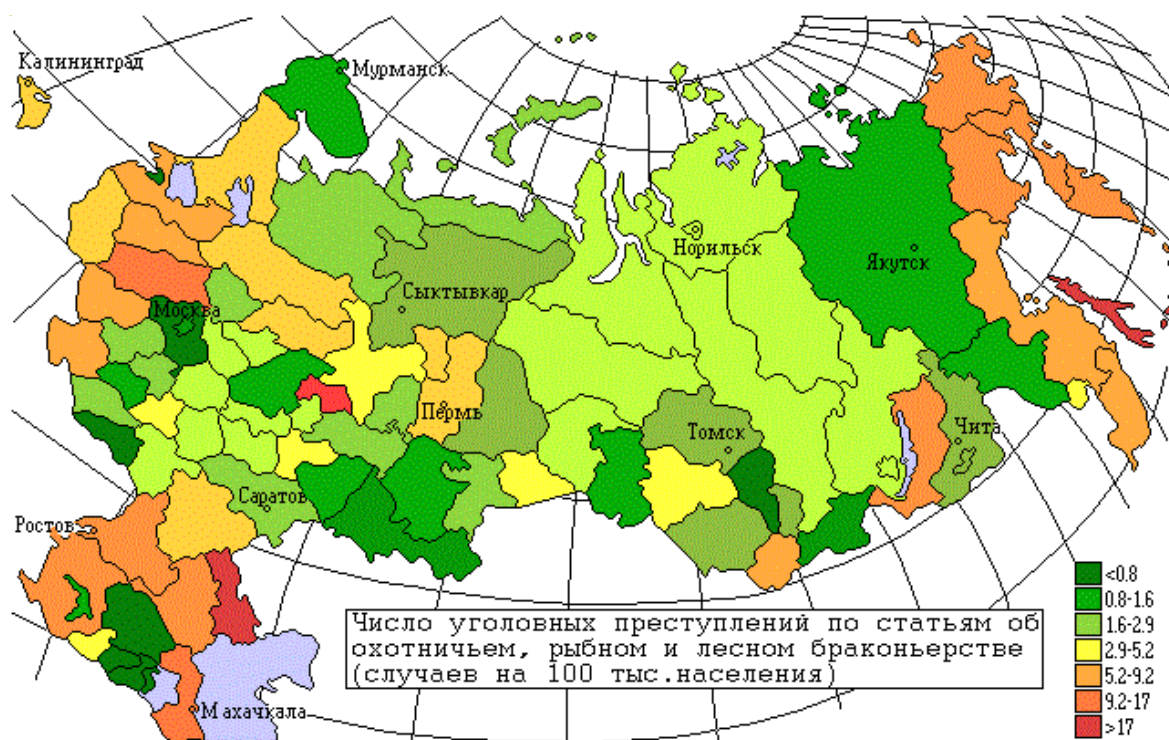 Калининград
Мурманск
Норильск
Якутск
Сыктывкар
Москва
Пермь
Томск
Чита
Саратов
Ростов
Махачкала
Число уголовных преступлений по статьям об
охотничьем, рыбном и лесном браконьерстве
(случаев на 100 тыс.населения)
<0.8
0.8-1.6
1.6-2.9
2.9-5.2
5.2-9.2
9.2-17
>17